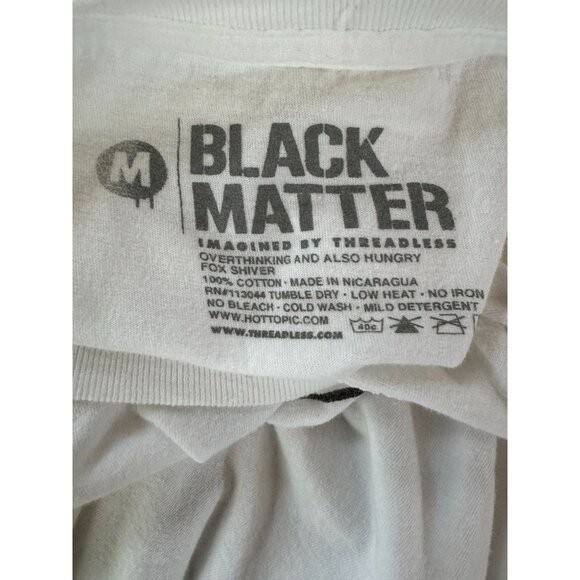 M
BLACK
MATTER
IMAGINED BY THREADLESS
OVERTHINKING AND ALSO HUNGRY
FOX SHIVER
100% COTTON · MADE IN NICARAGUA
RN#113044 TUMBLE DRY · LOW HEAT · NO IRON
NO BLEACH · COLD WASH · MILD DETERGENT
WWW.HOTTOPIC.COM
WWW.THREADLESS.COM
40c